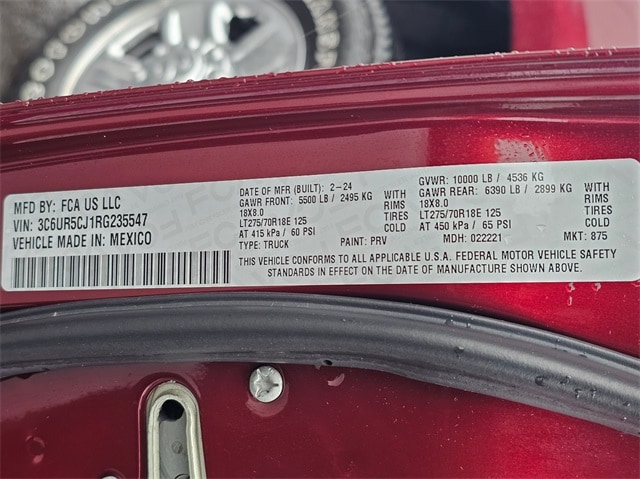 MFD BY: FCA US LLC
VIN: 3C6UR5CJ1RG235547
VEHICLE MADE IN: MEXICO
DATE OF MFR (BUILT): 2-24
GAWR FRONT: 5500 LB / 2495 KG WITH
18X8.0 RIMS
LT275/70R18E 125 TIRES
AT 415 kPa / 60 PSI COLD
TYPE: TRUCK PAINT: PRV
GVWR: 10000 LB / 4536 KG
GAWR REAR: 6390 LB / 2899 KG WITH
18X8.0 RIMS
LT275/70R18E 125 TIRES
AT 450 kPa / 65 PSI COLD
MDH: 022221 MKT: 875
THIS VEHICLE CONFORMS TO ALL APPLICABLE U.S.A. FEDERAL MOTOR VEHICLE SAFETY
STANDARDS IN EFFECT ON THE DATE OF MANUFACTURE SHOWN ABOVE.